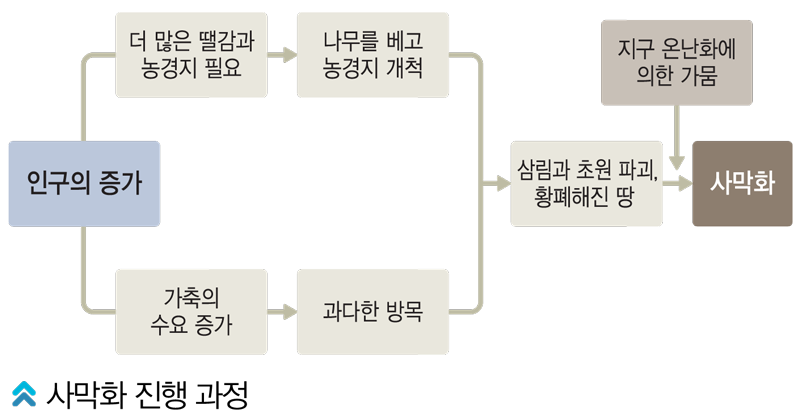 더 많은 땔감과
농경지 필요
나무를 베고
농경지 개척
지구 온난화에
의한 가뭄
인구의 증가
삼림과 초원 파괴,
황폐해진 땅
사막화
가축의
수요 증가
과다한 방목
사막화 진행 과정